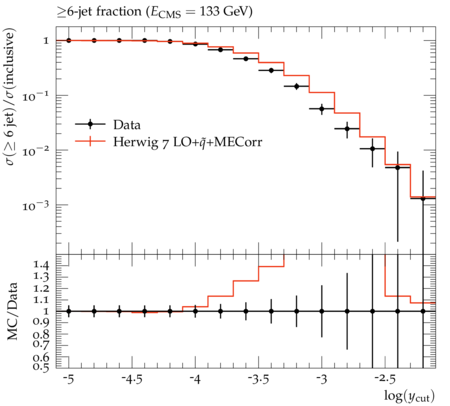 ≥6-jet fraction (E_CMS = 133 GeV)
σ(≥ 6 jet)/σ(inclusive)
1
10⁻¹
10⁻²
10⁻³
Data
Herwig 7 LO+q̃+MECorr
MC/Data
1.4
1.3
1.2
1.1
1
0.9
0.8
0.7
0.6
0.5
-5 -4.5 -4 -3.5 -3 -2.5
log(y_cut)